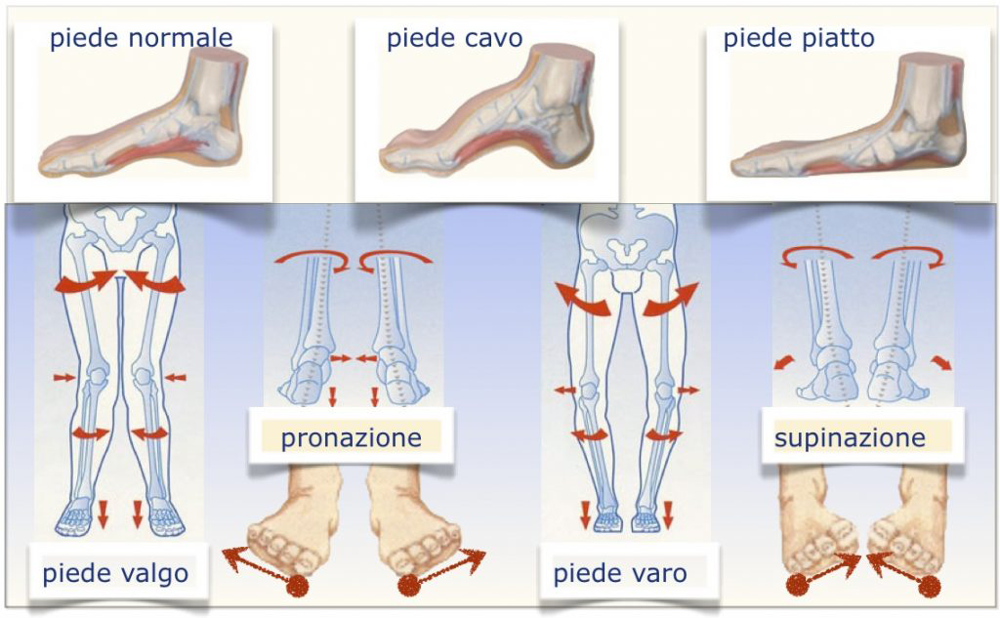 piede normale
piede cavo
piede piatto
pronazione
supinazione
piede valgo
piede varo